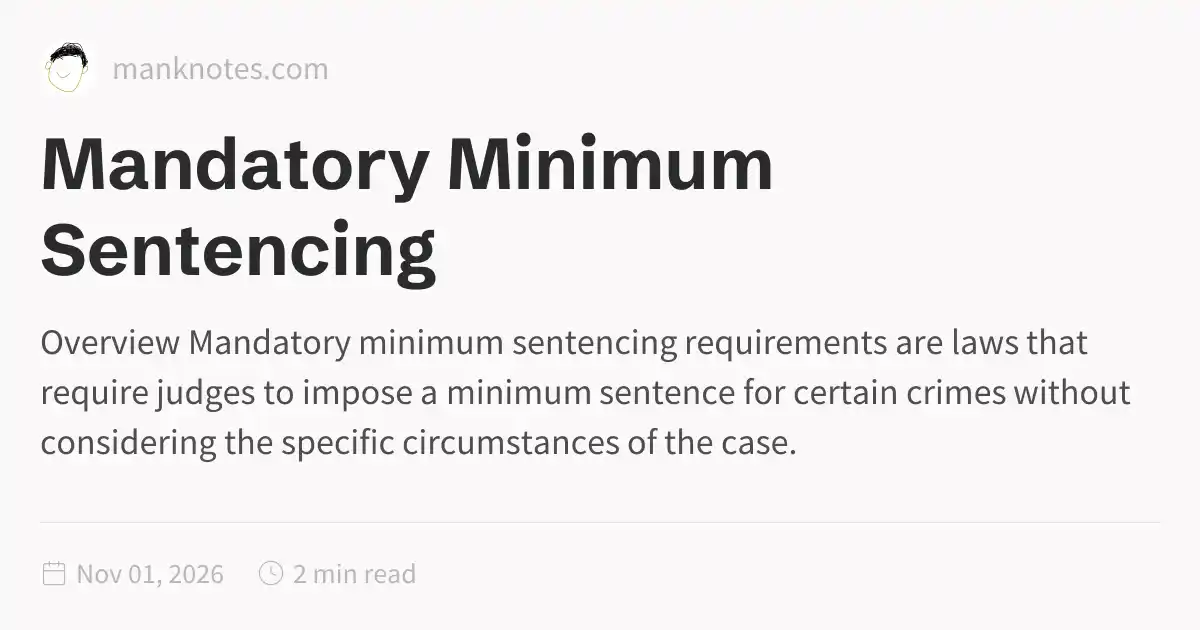 manknotes.com
Mandatory Minimum
Sentencing
Overview Mandatory minimum sentencing requirements are laws that
require judges to impose a minimum sentence for certain crimes without
considering the specific circumstances of the case.
Nov 01, 2026
2 min read